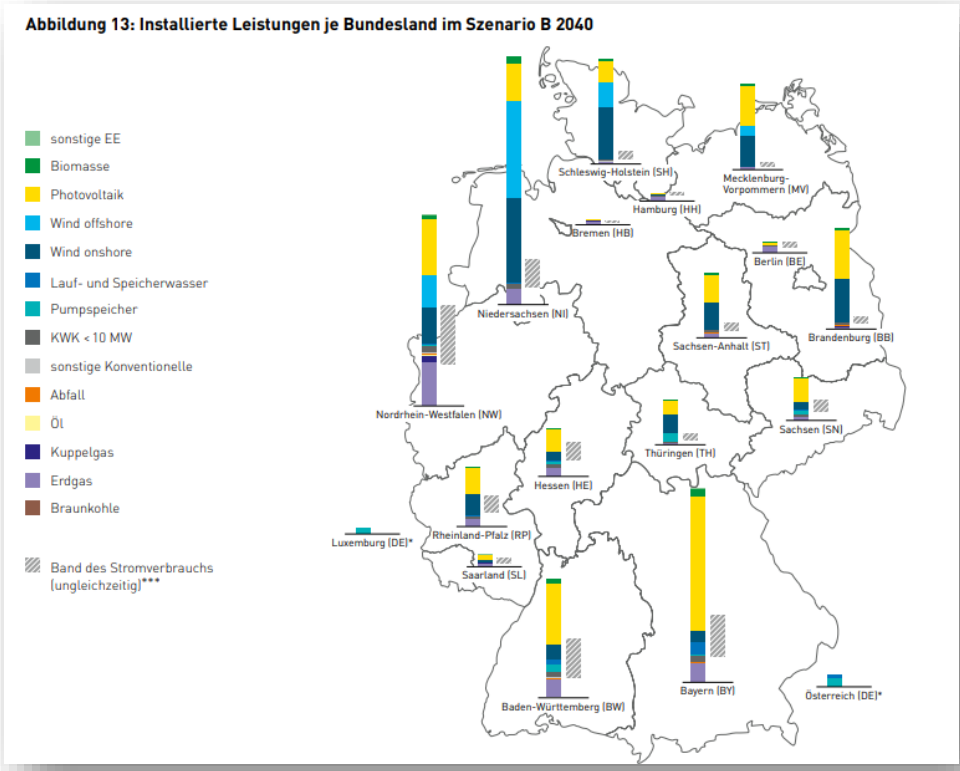 Abbildung 13: Installierte Leistungen je Bundesland im Szenario B 2040
sonstige EE
Biomasse
Photovoltaik
Wind offshore
Wind onshore
Lauf- und Speicherwasser
Pumpspeicher
KWK < 10 MW
sonstige Konventionelle
Abfall
Öl
Kuppelgas
Erdgas
Braunkohle
Band des Stromverbrauchs
(ungleichzeitig)***
Schleswig-Holstein (SH)
Mecklenburg-
Vorpommern (MV)
Hamburg (HH)
Bremen (HB)
Berlin (BE)
Niedersachsen (NI)
Sachsen-Anhalt (ST)
Brandenburg (BB)
Nordrhein-Westfalen (NW)
Sachsen (SN)
Thüringen (TH)
Hessen (HE)
Rheinland-Pfalz (RP)
Luxemburg (DE)*
Saarland (SL)
Bayern (BY)
Österreich (DE)*
Baden-Württemberg (BW)